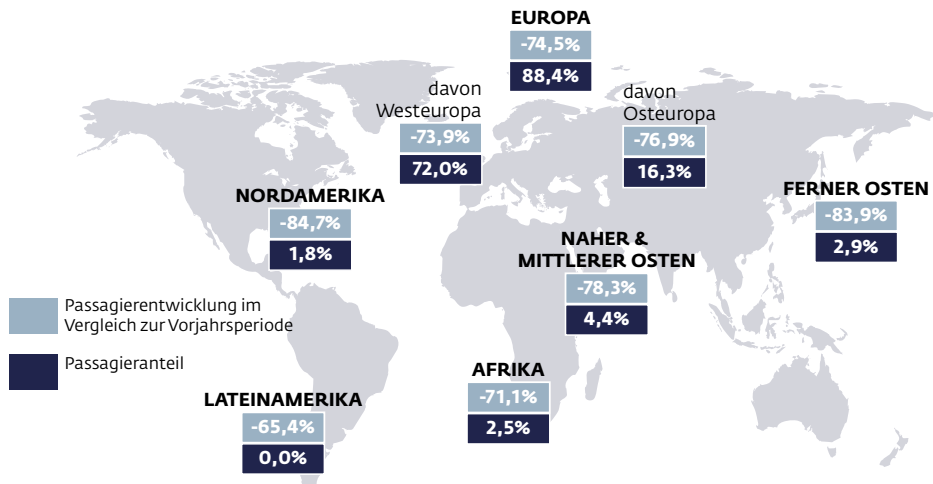 EUROPA
-74,5%
88,4%
davon
Westeuropa
-73,9%
72,0%
davon
Osteuropa
-76,9%
16,3%
NORDAMERIKA
-84,7%
1,8%
FERNER OSTEN
-83,9%
2,9%
NAHER &
MITTLERER OSTEN
-78,3%
4,4%
Passagierentwicklung im
Vergleich zur Vorjahrsperiode
Passagieranteil
AFRIKA
-71,1%
2,5%
LATEINAMERIKA
-65,4%
0,0%